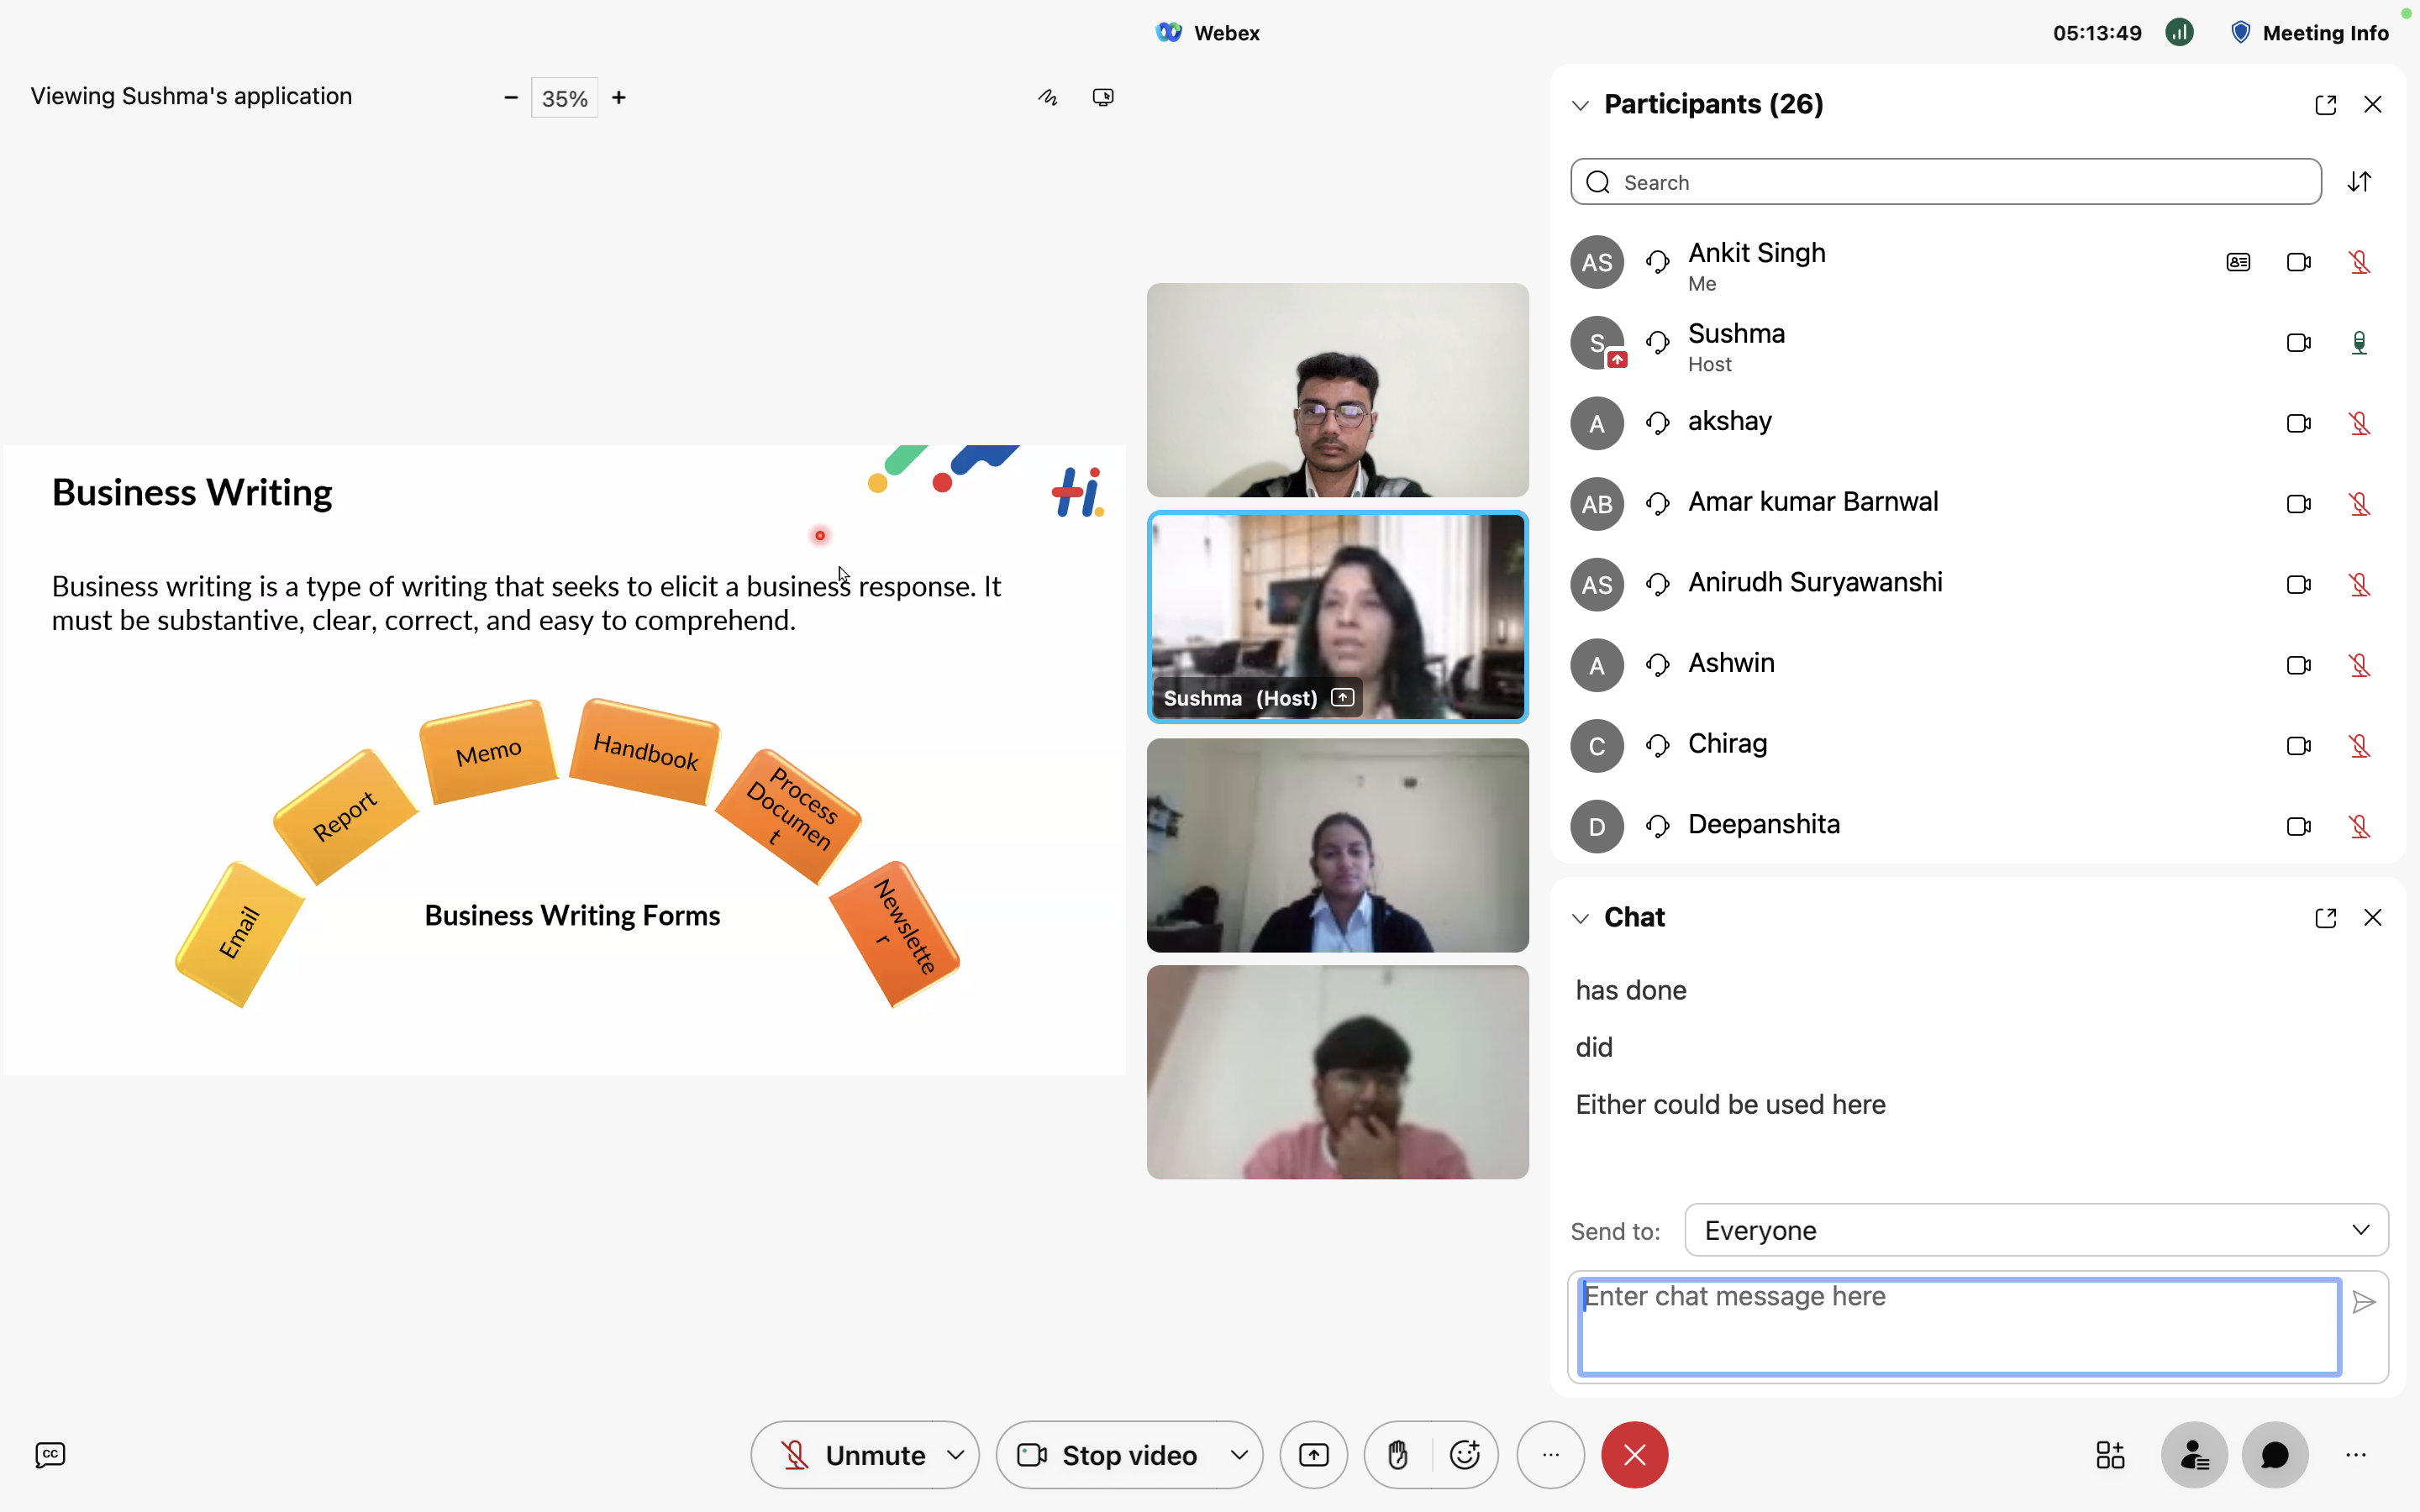 Webex
05:13:49
Meeting Info
Viewing Sushma's application
35%
Business Writing
Hi
Business writing is a type of writing that seeks to elicit a business response. It
must be substantive, clear, correct, and easy to comprehend.
Email
Report
Memo
Handbook
Process
Documen
t
Newslette
r
Business Writing Forms
Sushma (Host)
Participants (26)
Search
AS
Ankit Singh
Me
S
Sushma
Host
A
akshay
AB
Amar kumar Barnwal
AS
Anirudh Suryawanshi
A
Ashwin
C
Chirag
D
Deepanshita
Chat
has done
did
Either could be used here
Send to:
Everyone
Enter chat message here
CC
Unmute
Stop video